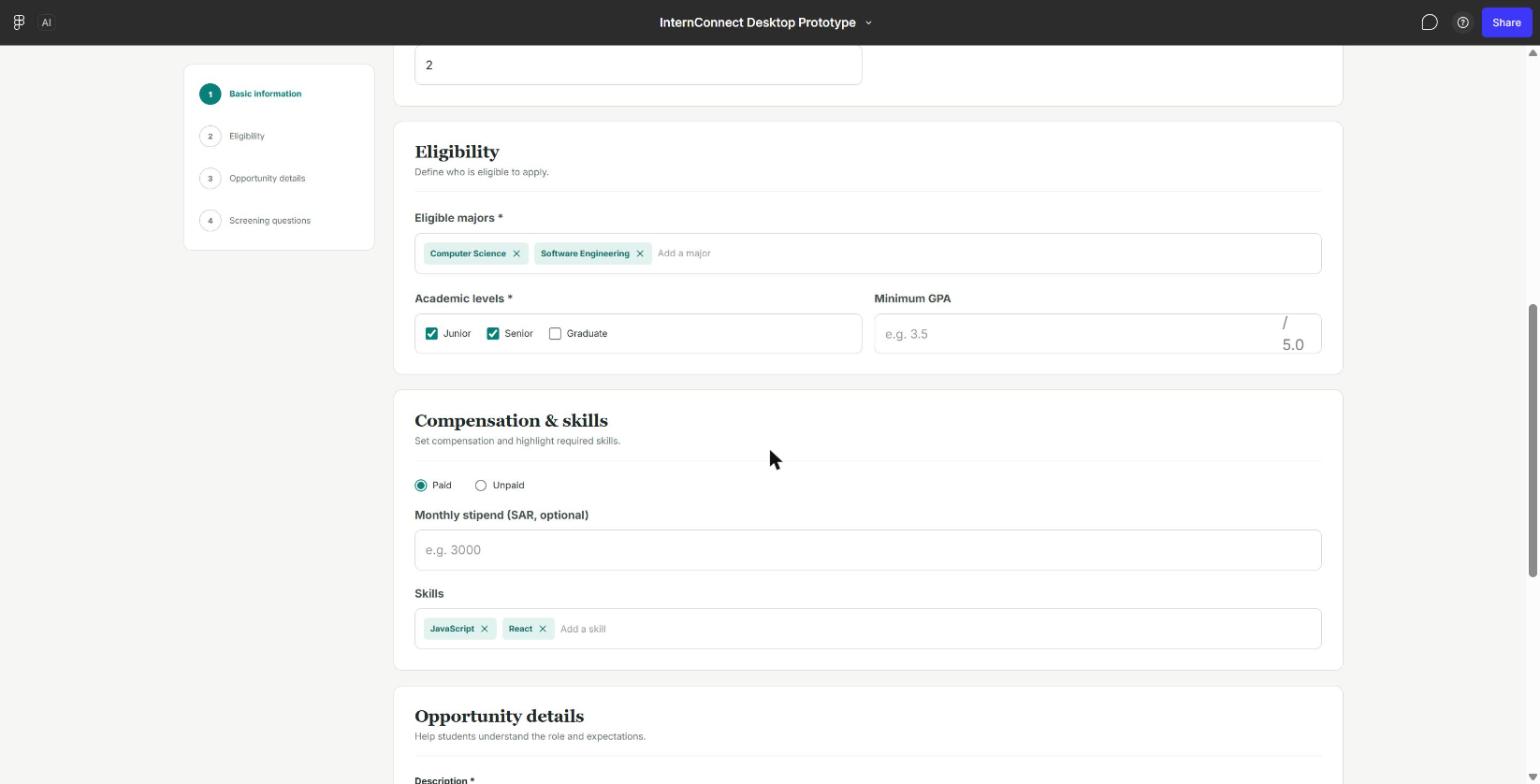 AI
InternConnect Desktop Prototype
Share
1 Basic information
2 Eligibility
3 Opportunity details
4 Screening questions
2
Eligibility
Define who is eligible to apply.
Eligible majors *
Computer Science Software Engineering Add a major
Academic levels *
Minimum GPA
Junior Senior Graduate
e.g. 3.5
/
5.0
Compensation & skills
Set compensation and highlight required skills.
Paid Unpaid
Monthly stipend (SAR, optional)
e.g. 3000
Skills
JavaScript React Add a skill
Opportunity details
Help students understand the role and expectations.
Description *